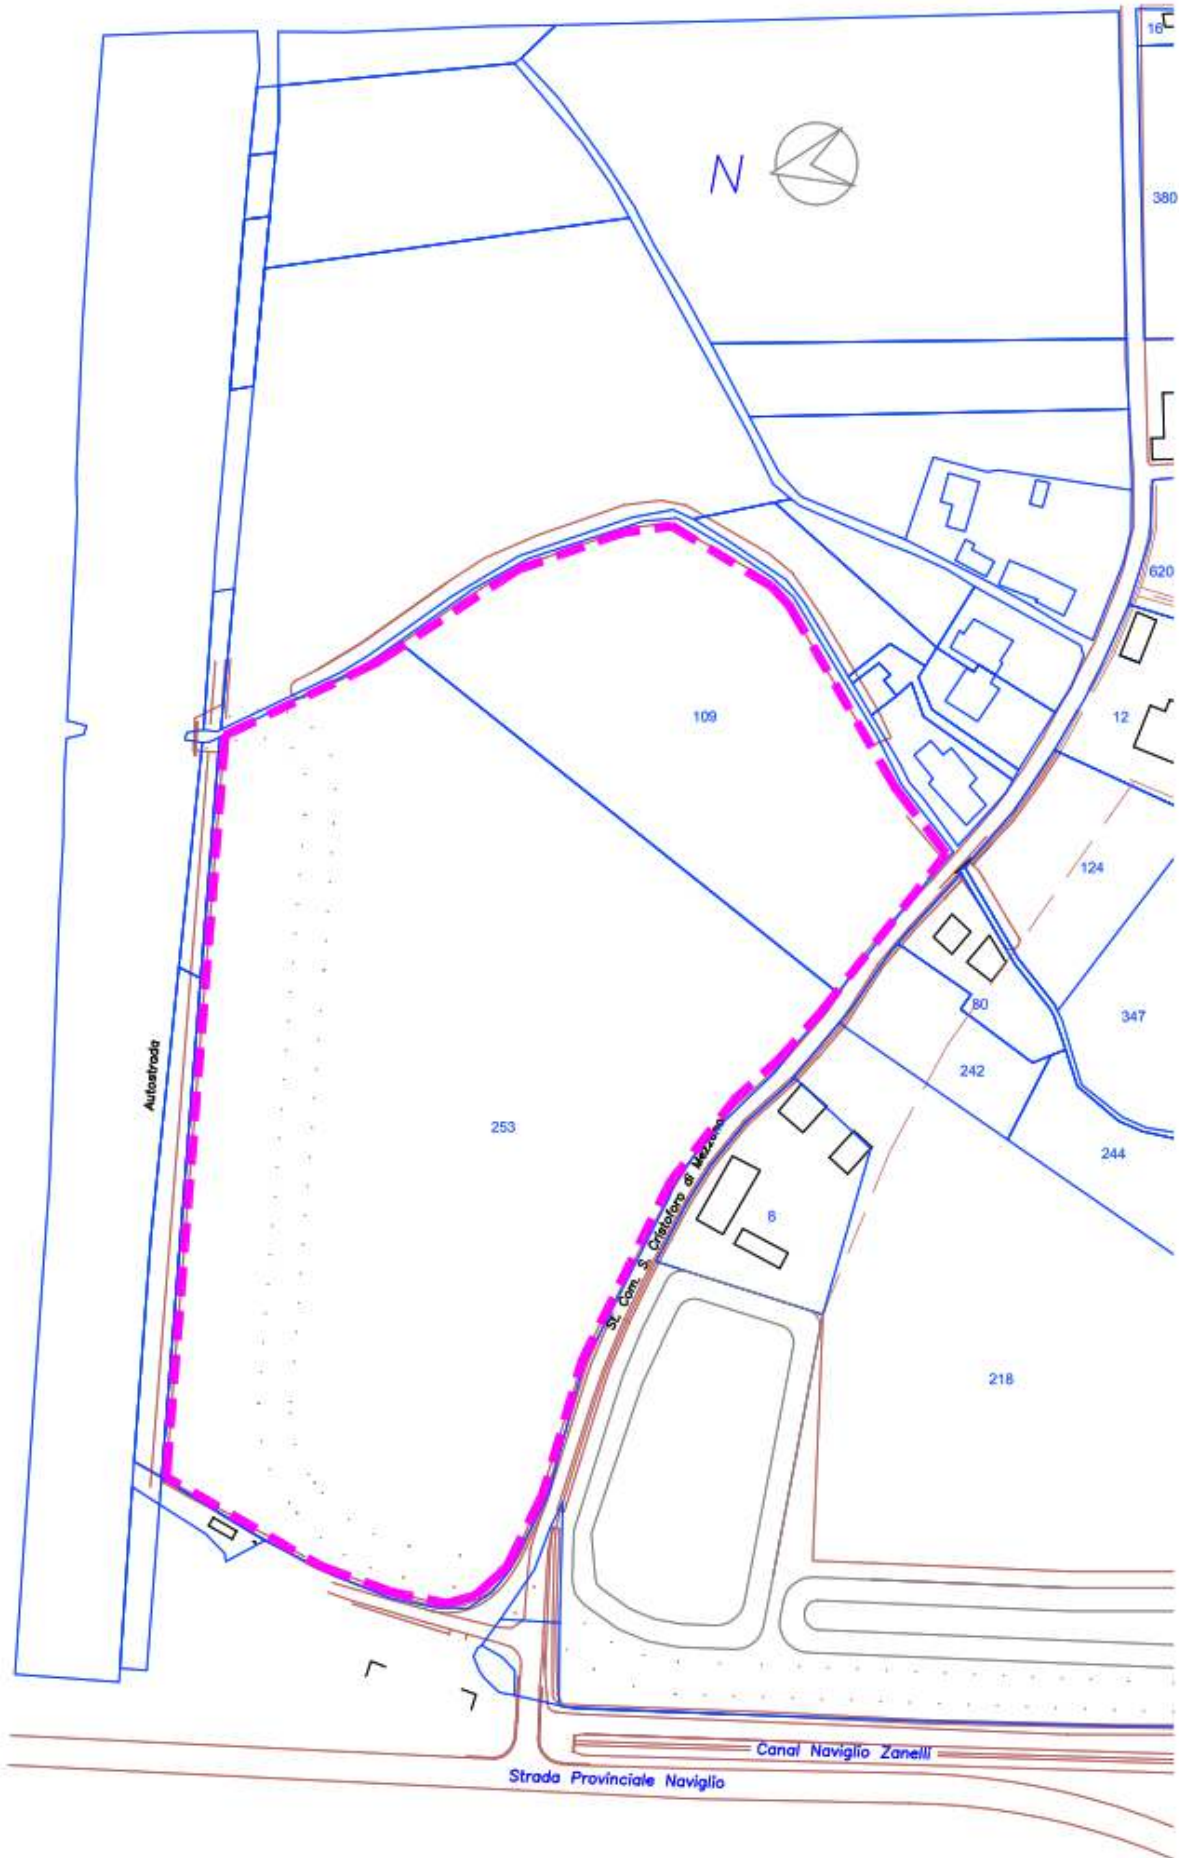 16
N
380
620
109
12
124
80
347
Autostrada
242
253
244
St. Com. S. Cristoforo di Mezzano
8
218
Canal Naviglio Zanelli
Strada Provinciale Naviglio